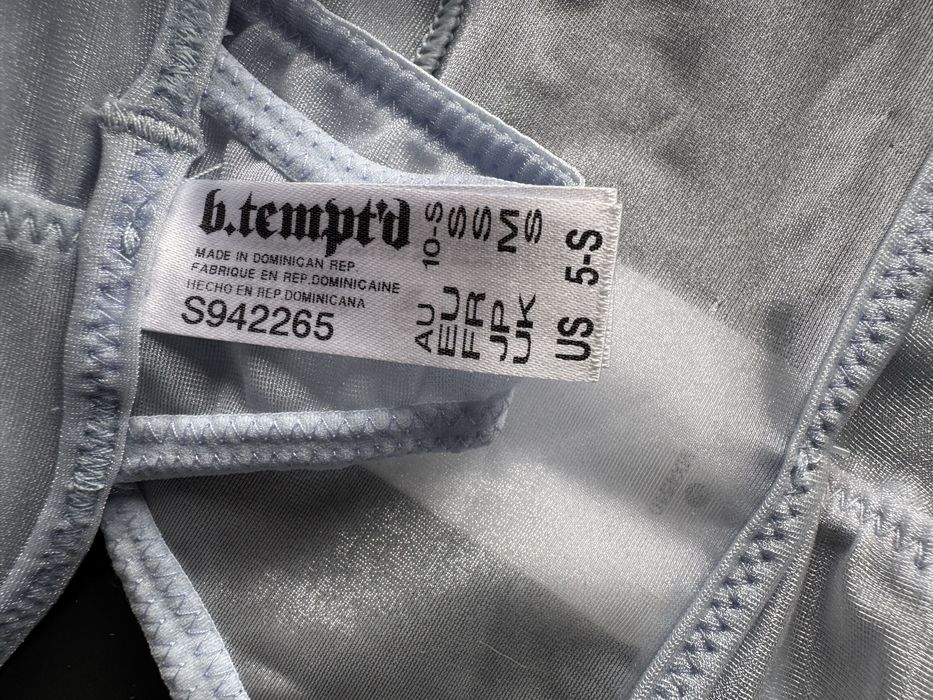 b.tempt'd
MADE IN DOMINICAN REP.
FABRIQUE EN REP.DOMINICAINE
HECHO EN REP.DOMINICANA
S942265
AU 10-S
EU S
FR S
JP M
UK S
US 5-S